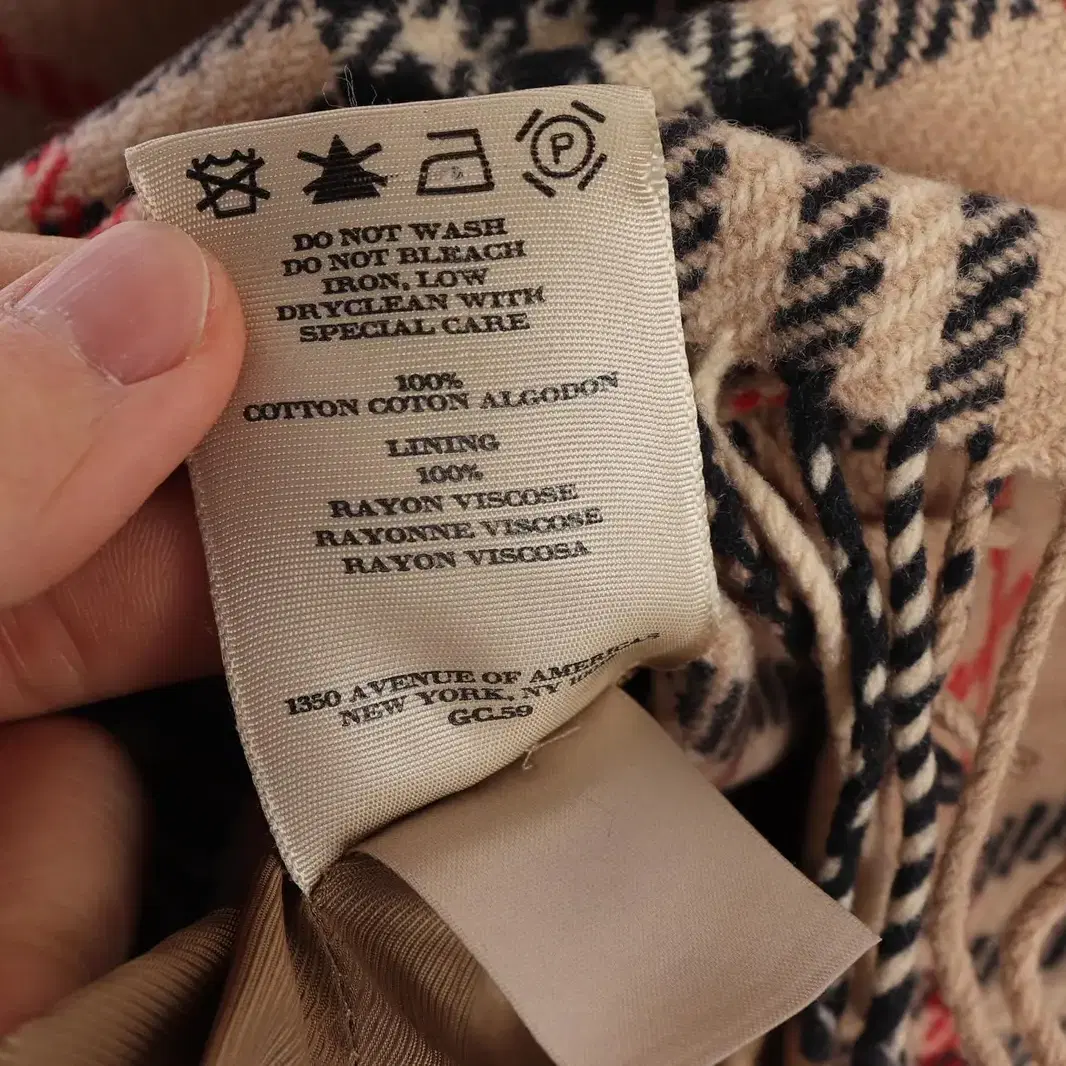 P
DO NOT WASH
DO NOT BLEACH
IRON, LOW
DRYCLEAN WITH
SPECIAL CARE
100%
COTTON COTON ALGODON
LINING
100%
RAYON VISCOSE
RAYONNE VISCOSE
RAYON VISCOSA
1350 AVENUE OF AMERICAS
NEW YORK, NY
GC.59